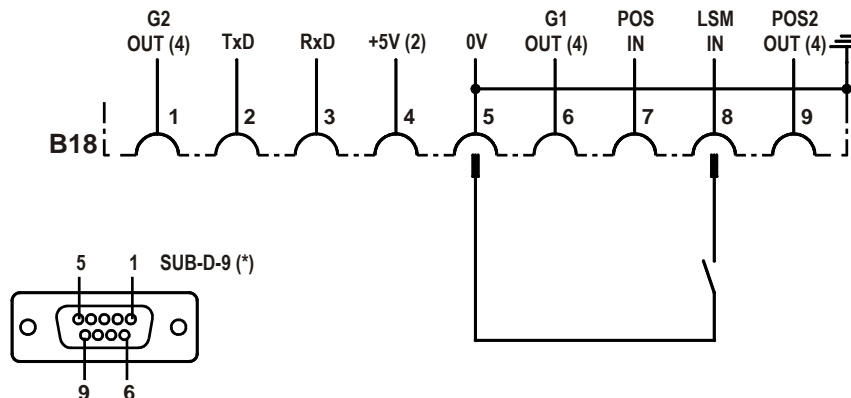 G2
OUT (4)
TxD
RxD
+5V (2)
0V
G1
OUT (4)
POS
IN
LSM
IN
POS2
OUT (4)
1 2 3 4 5 6 7 8 9
B18
5 1 SUB-D-9 (*)
9 6